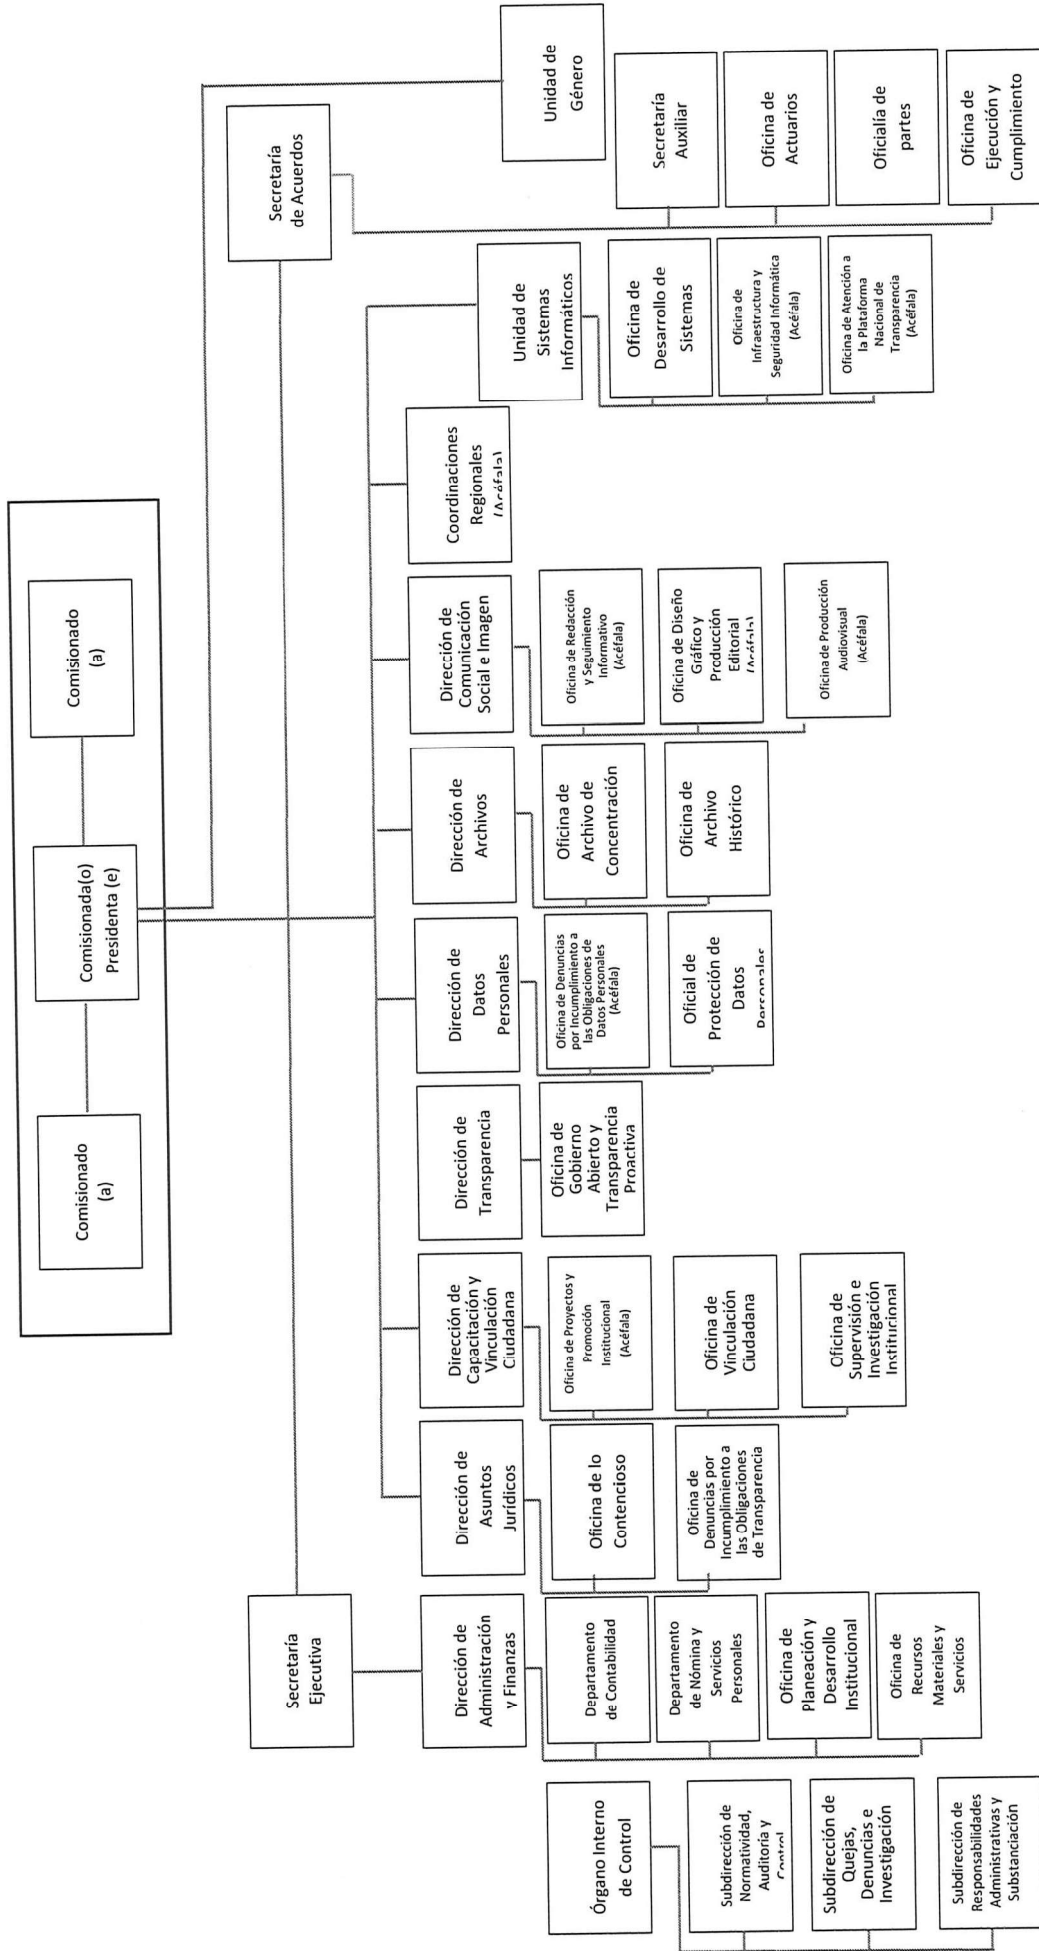 Comisionado
(a)
Comisionada(o)
Presidenta (e)
Comisionado
(a)
Secretaría
Ejecutiva
Secretaría
de Acuerdos
Dirección de
Administración
y Finanzas
Dirección de
Asuntos
Jurídicos
Dirección de
Capacitación y
Vinculación
Ciudadana
Dirección de
Transparencia
Dirección de
Datos
Personales
Dirección de
Archivos
Dirección de
Comunicación
Social e Imagen
Coordinaciones
Regionales
(Acéfala)
Unidad de
Sistemas
Informáticos
Unidad de
Género
Órgano Interno
de Control
Subdirección de
Normatividad,
Auditoría y
Control
Subdirección de
Quejas,
Denuncias e
Investigación
Subdirección de
Responsabilidades
Administrativas y
Substanciación
Departamento
de Contabilidad
Departamento
de Nómina y
Servicios
Personales
Oficina de
Planeación y
Desarrollo
Institucional
Oficina de
Recursos
Materiales y
Servicios
Oficina de lo
Contencioso
Oficina de
Denuncias por
Incumplimiento a
las Obligaciones
de Transparencia
Oficina de Proyectos y
Promoción
Institucional
(Acéfala)
Oficina de
Vinculación
Ciudadana
Oficina de
Supervisión e
Investigación
Institucional
Oficina de
Gobierno
Abierto y
Transparencia
Proactiva
Oficina de Denuncias
por Incumplimiento a
las Obligaciones de
Datos Personales
(Acéfala)
Oficial de
Protección de
Datos
Personales
Oficina de
Archivo de
Concentración
Oficina de
Archivo
Histórico
Oficina de Redacción
y Seguimiento
Informativo
(Acéfala)
Oficina de Diseño
Gráfico y
Producción
Editorial
(Acéfala)
Oficina de Producción
Audiovisual
(Acéfala)
Oficina de
Desarrollo de
Sistemas
Oficina de
Infraestructura y
Seguridad Informática
(Acéfala)
Oficina de Atención a
la Plataforma
Nacional de
Transparencia
(Acéfala)
Secretaría
Auxiliar
Oficina de
Actuarios
Oficialía de
partes
Oficina de
Ejecución y
Cumplimiento